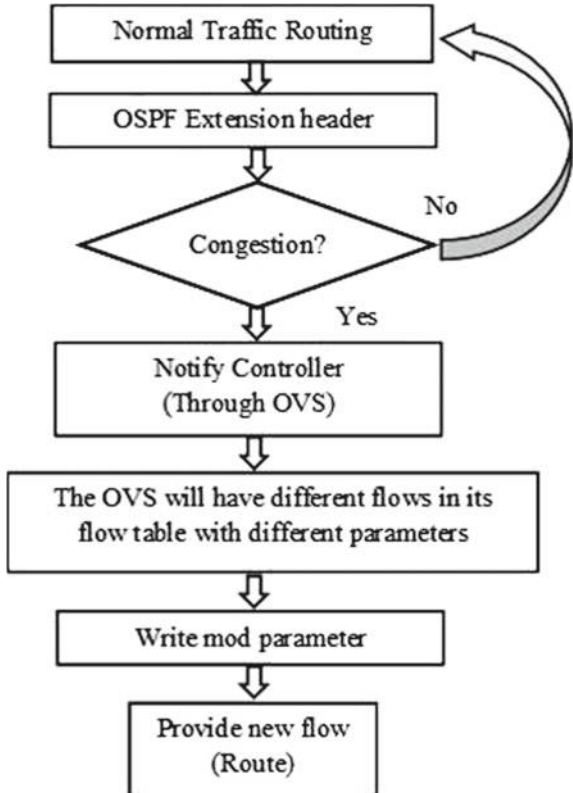 Normal Traffic Routing
OSPF Extension header
No
Congestion?
Yes
Notify Controller
(Through OVS)
The OVS will have different flows in its
flow table with different parameters
Write mod parameter
Provide new flow
(Route)